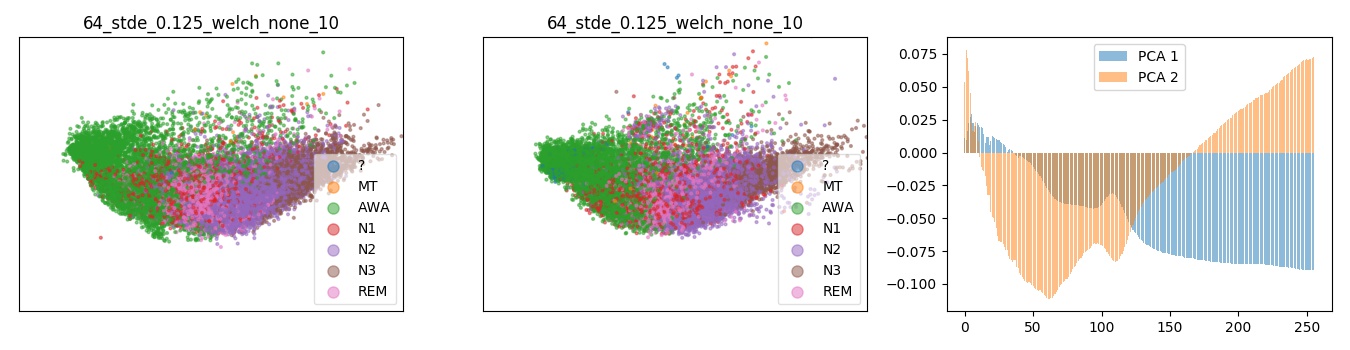 64_stde_0.125_welch_none_10
?
MT
AWA
N1
N2
N3
REM
64_stde_0.125_welch_none_10
?
MT
AWA
N1
N2
N3
REM
PCA 1
PCA 2
0.075
0.050
0.025
0.000
−0.025
−0.050
−0.075
−0.100
0 50 100 150 200 250